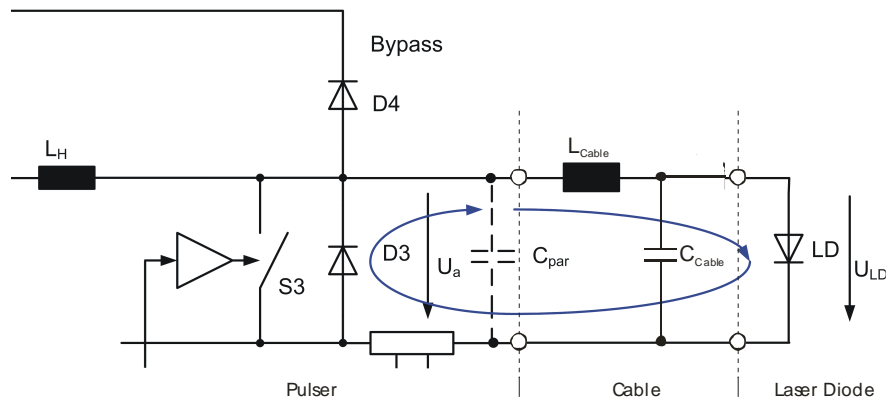 Bypass
D4
L_H
L_Cable
D3
U_a
C_par
C_Cable
LD
U_LD
S3
Pulser
Cable
Laser Diode